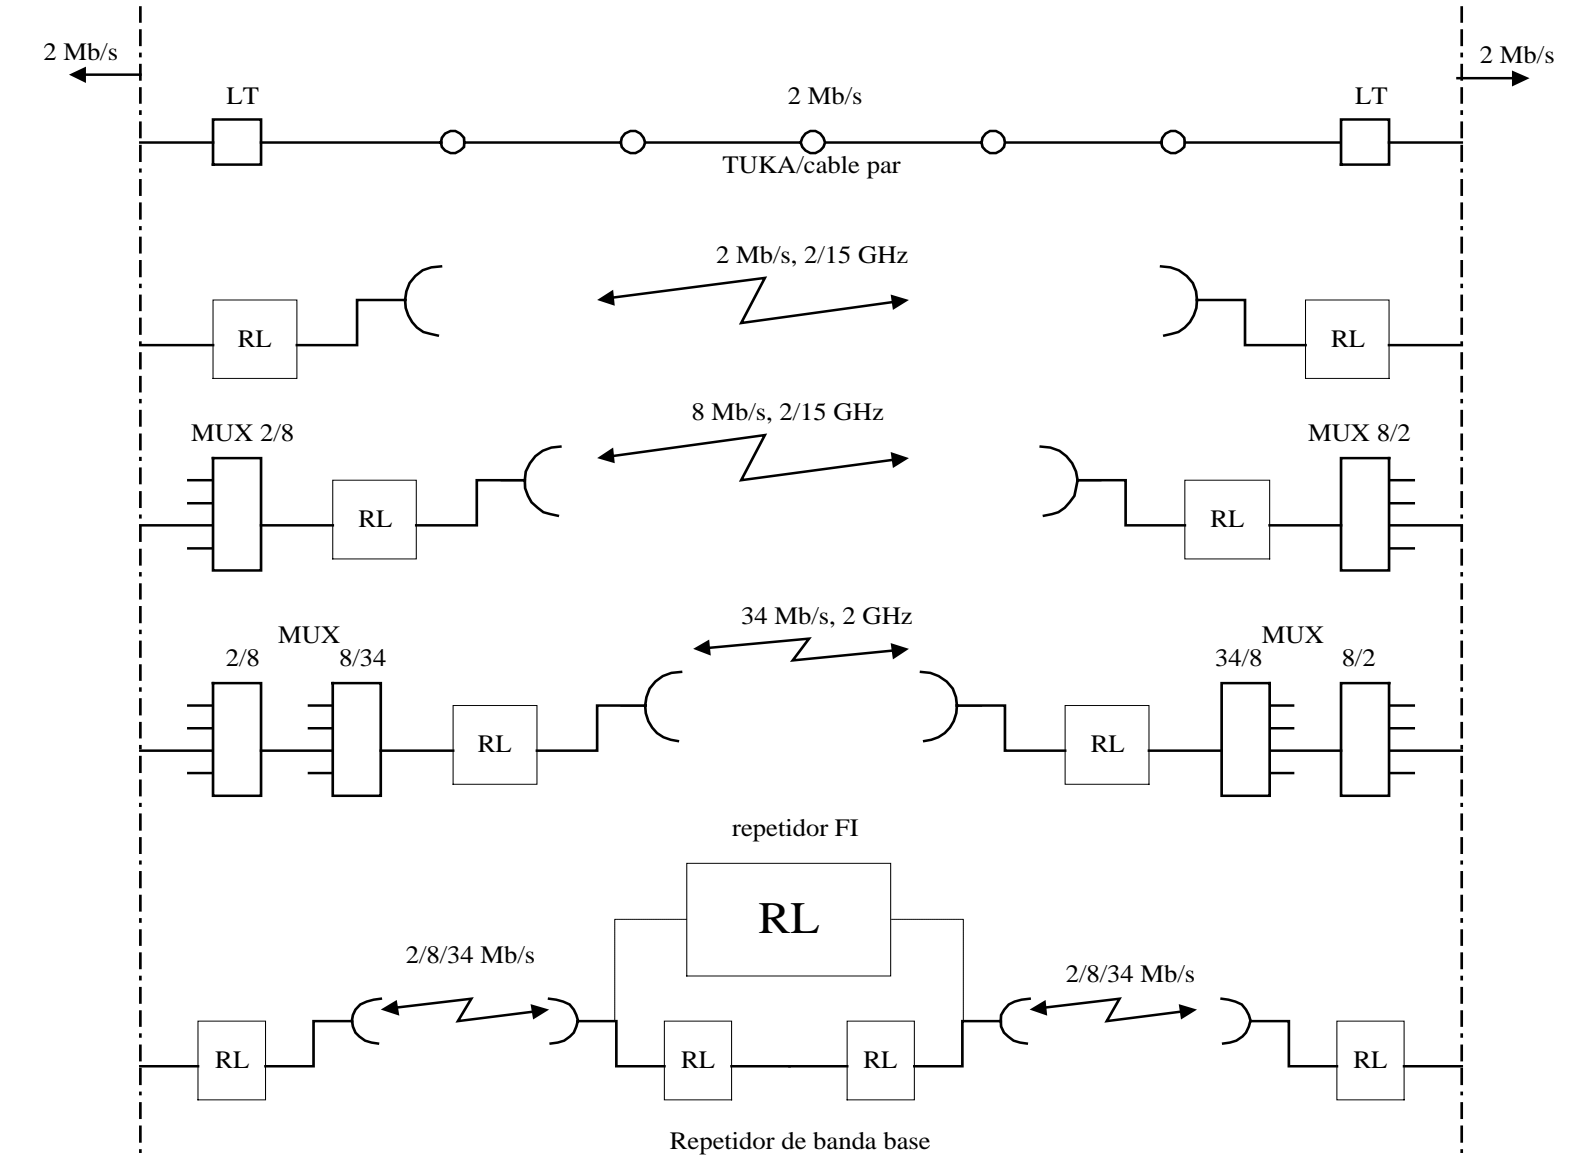 2 Mb/s
2 Mb/s
LT
2 Mb/s
LT
TUKA/cable par
2 Mb/s, 2/15 GHz
RL
RL
8 Mb/s, 2/15 GHz
MUX 2/8
MUX 8/2
RL
RL
34 Mb/s, 2 GHz
MUX
MUX
2/8
8/34
34/8
8/2
RL
RL
repetidor FI
RL
2/8/34 Mb/s
2/8/34 Mb/s
RL
RL
RL
RL
Repetidor de banda base